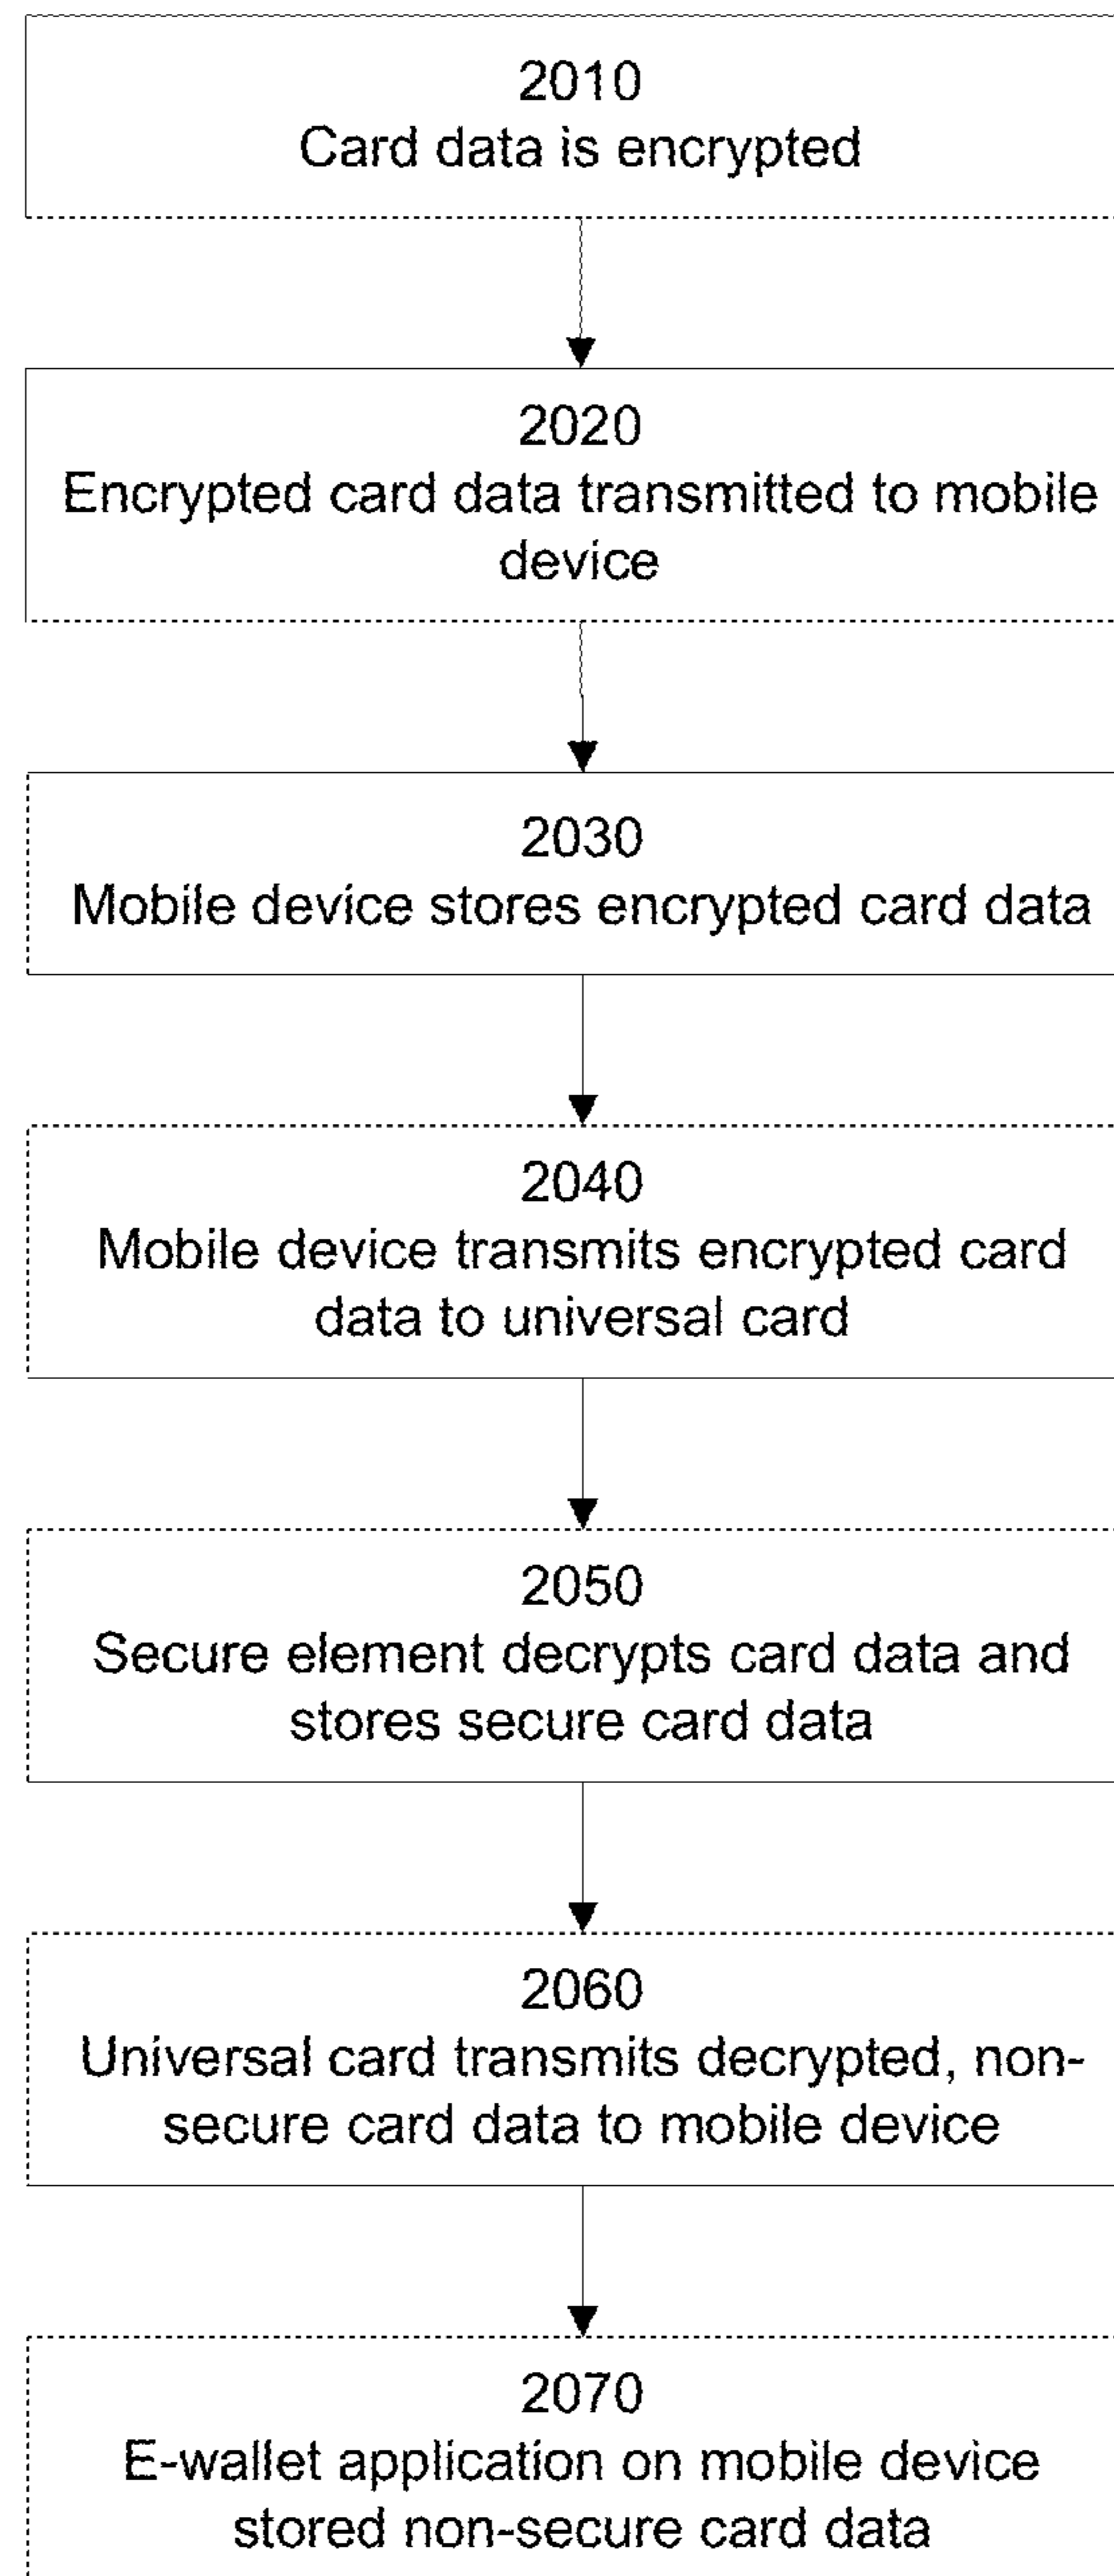 2010
Card data is encrypted
2020
Encrypted card data transmitted to mobile
device
2030
Mobile device stores encrypted card data
2040
Mobile device transmits encrypted card
data to universal card
2050
Secure element decrypts card data and
stores secure card data
2060
Universal card transmits decrypted, non-
secure card data to mobile device
2070
E-wallet application on mobile device
stored non-secure card data